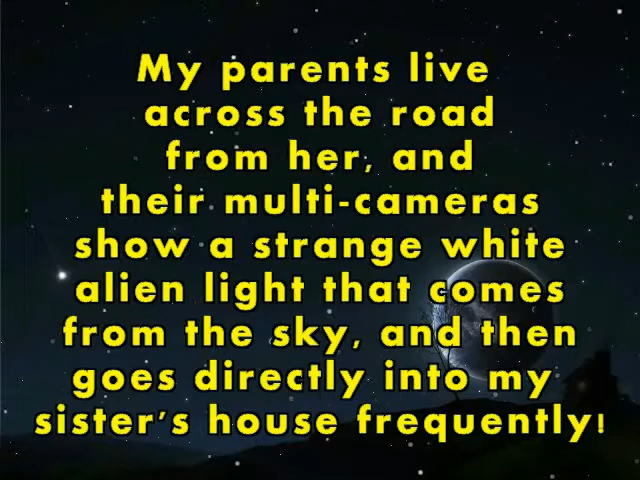 My parents live
across the road
from her, and
their multi-cameras
show a strange white
alien light that comes
from the sky, and then
goes directly into my
sister's house frequently!